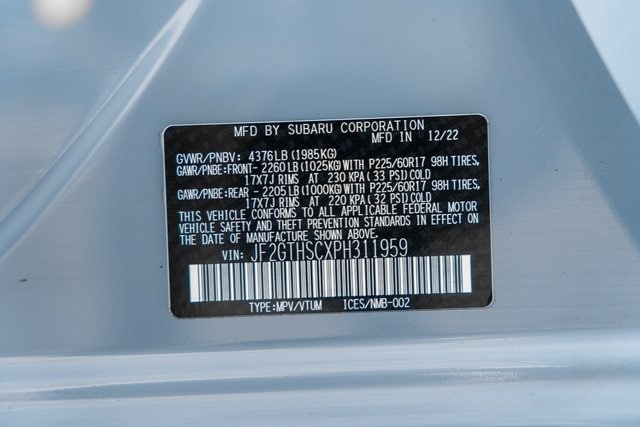 MFD BY SUBARU CORPORATION
MFD IN 12/22
GVWR/PNBV: 4376LB(1985KG)
GAWR/PNBE:FRONT- 2260LB(1025KG)WITH P225/60R17 98H TIRES,
17X7J RIMS AT 230 KPA(33 PSI)COLD
GAWR/PNBE:REAR - 2205LB(1000KG)WITH P225/60R17 98H TIRES,
17X7J RIMS AT 220 KPA(32 PSI)COLD
THIS VEHICLE CONFORMS TO ALL APPLICABLE FEDERAL MOTOR
VEHICLE SAFETY AND THEFT PREVENTION STANDARDS IN EFFECT ON
THE DATE OF MANUFACTURE SHOWN ABOVE.
VIN: JF2GTHSCXPH311959
TYPE:MPV/VTUM ICES/NMB-002